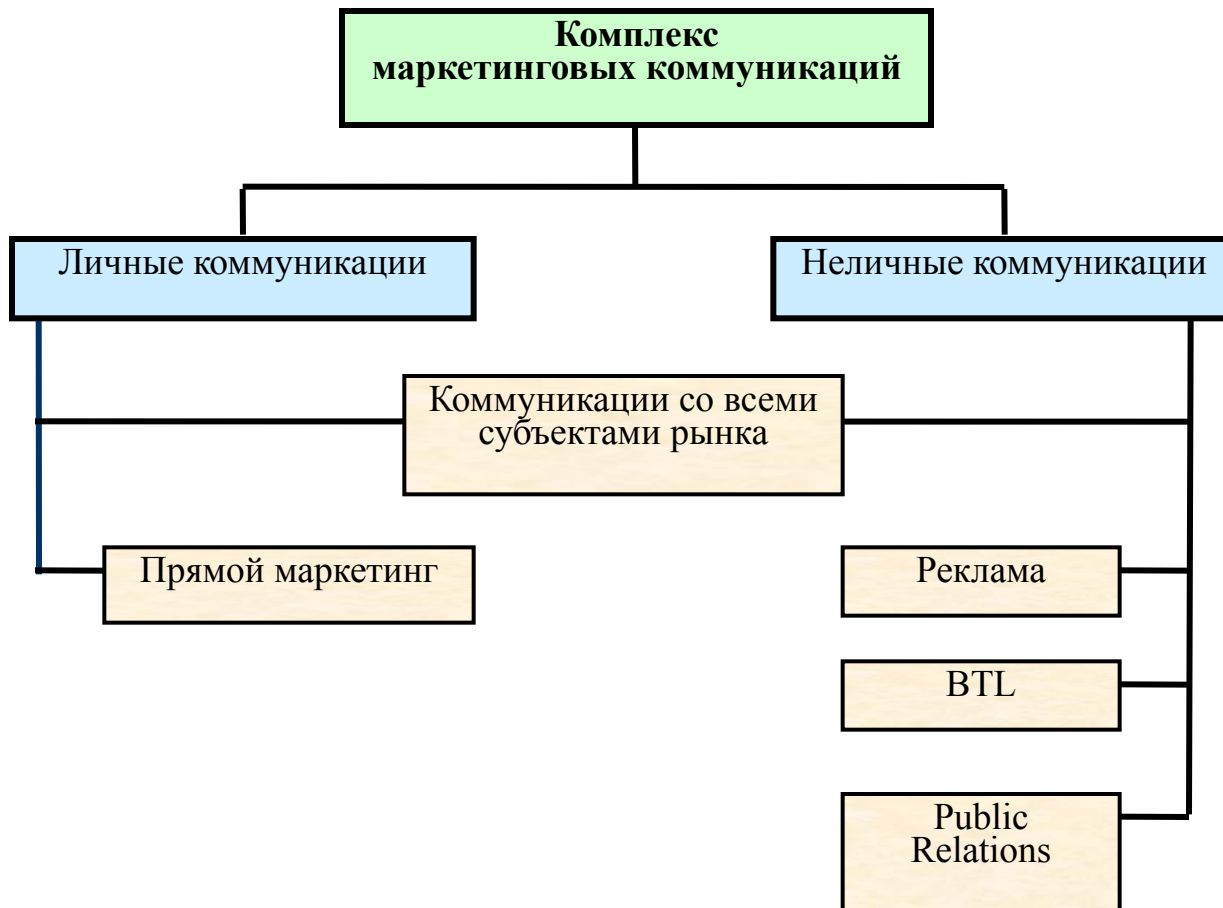 Комплекс
маркетинговых коммуникаций
Личные коммуникации
Неличные коммуникации
Коммуникации со всеми
субъектами рынка
Прямой маркетинг
Реклама
BTL
Public
Relations